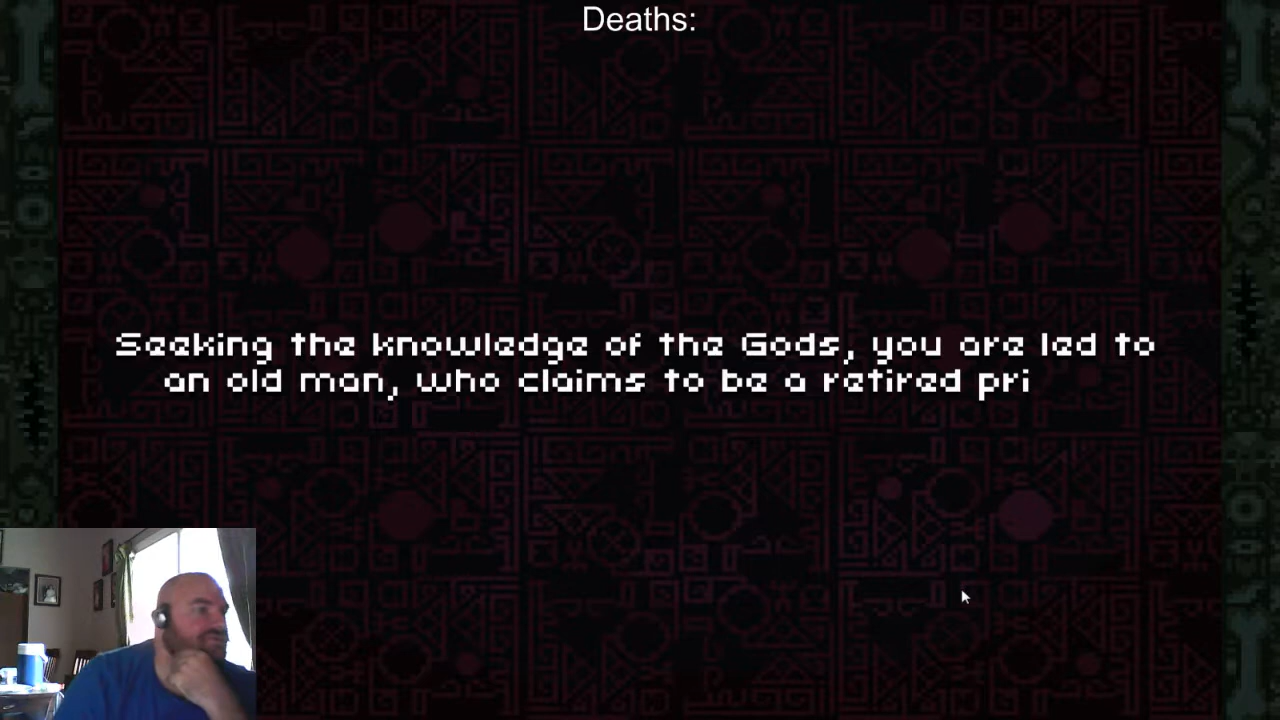 Deaths:
Seeking the knowledge of the Gods, you are led to
an old man, who claims to be a retired pri